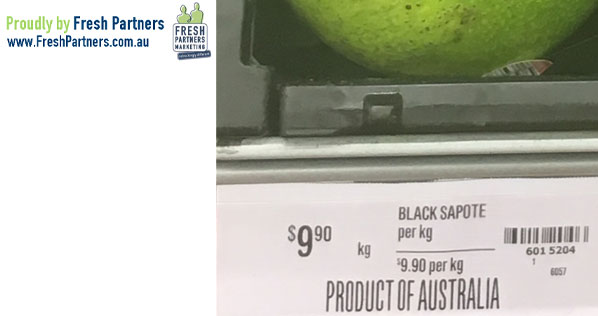 Proudly by Fresh Partners
www.FreshPartners.com.au
FRESH
PARTNERS
MARKETING
$9.90
kg
BLACK SAPOTE
per kg
$9.90 per kg
601 5204
1
6057
PRODUCT OF AUSTRALIA